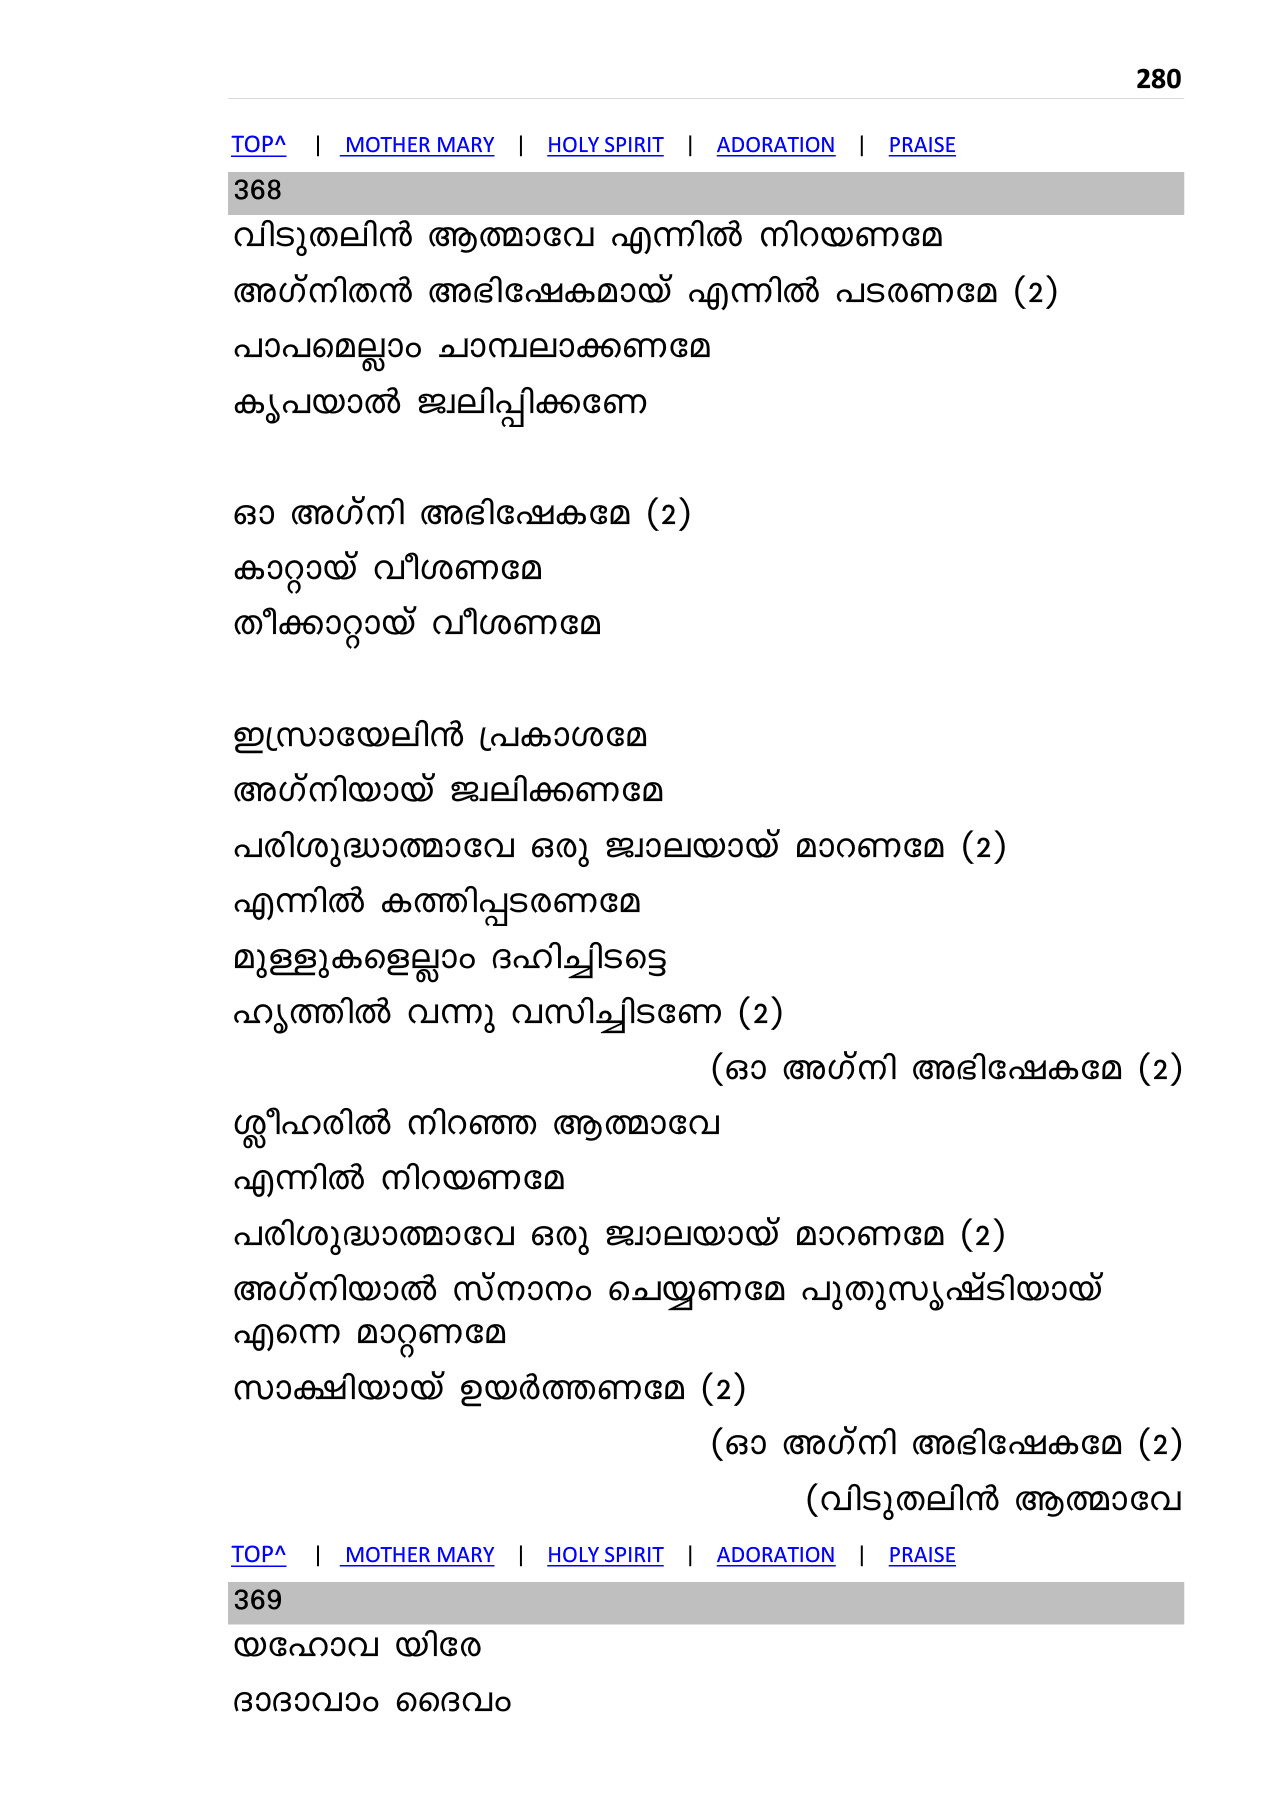 280
TOP^ | MOTHER MARY | HOLY SPIRIT | ADORATION | PRAISE
368
വിടുതലിൻ ആത്മാവേ എന്നിൽ നിറയണമേ
അഗ്നിതൻ അഭിഷേകമായ് എന്നിൽ പടരണമേ (2)
പാപമെല്ലാം ചാമ്പലാക്കണമേ
കൃപയാൽ ജ്വലിപ്പിക്കണേ
ഓ അഗ്നി അഭിഷേകമേ (2)
കാറ്റായ് വീശണമേ
തീക്കാറ്റായ് വീശണമേ
ഇസ്രായേലിൻ പ്രകാശമേ
അഗ്നിയായ് ജ്വലിക്കണമേ
പരിശുദ്ധാത്മാവേ ഒരു ജ്വാലയായ് മാറണമേ (2)
എന്നിൽ കത്തിപ്പടരണമേ
മുള്ളുകളെല്ലാം ദഹിച്ചിടട്ടെ
ഹൃത്തിൽ വന്നു വസിച്ചിടണേ (2)
(ഓ അഗ്നി അഭിഷേകമേ (2)
ശ്ലീഹരിൽ നിറഞ്ഞ ആത്മാവേ
എന്നിൽ നിറയണമേ
പരിശുദ്ധാത്മാവേ ഒരു ജ്വാലയായ് മാറണമേ (2)
അഗ്നിയാൽ സ്നാനം ചെയ്യണമേ പുതുസൃഷ്ടിയായ്
എന്നെ മാറ്റണമേ
സാക്ഷിയായ് ഉയർത്തണമേ (2)
(ഓ അഗ്നി അഭിഷേകമേ (2)
(വിടുതലിൻ ആത്മാവേ
TOP^ | MOTHER MARY | HOLY SPIRIT | ADORATION | PRAISE
369
യഹോവ യിരേ
ദാദാവാം ദൈവം